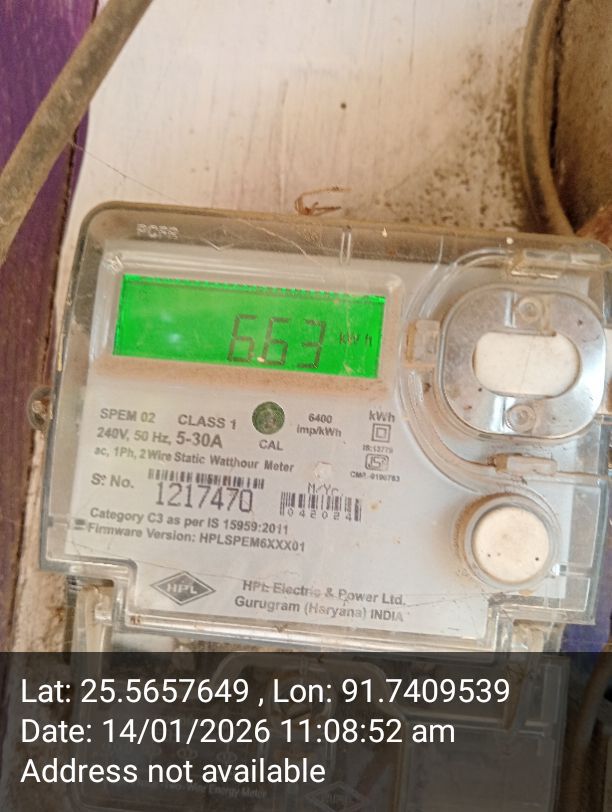 663 kWh
SPEM 02 CLASS 1
240V, 50 Hz, 5-30A
CAL
6400
imp/kWh
kWh
IS:13779
ac, 1Ph, 2 Wire Static Watthour Meter
Sr. No.
1217470
M/Yr.
042024
Category C3 as per IS 15959:2011
Firmware Version: HPLSPEM6XXX01
HPL
HPL Electric & Power Ltd.
Gurugram (Haryana) INDIA
Lat: 25.5657649 , Lon: 91.7409539
Date: 14/01/2026 11:08:52 am
Address not available
HPL
Energy Meter